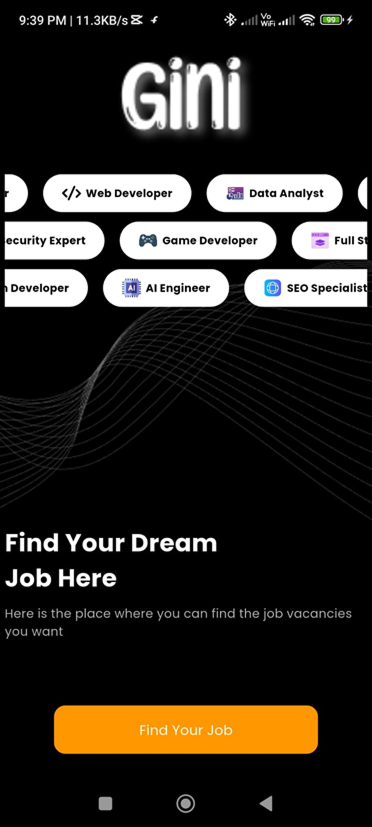 9:39 PM | 11.3KB/s
Vo
WiFi
99
Gini
r
Web Developer
Data Analyst
ecurity Expert
Game Developer
Full St
n Developer
AI
AI Engineer
SEO Specialist
Find Your Dream
Job Here
Here is the place where you can find the job vacancies
you want
Find Your Job